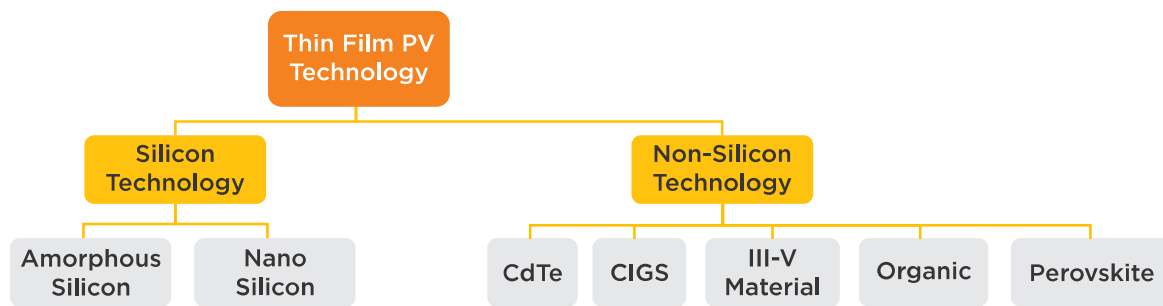 Thin Film PV
Technology
Silicon
Technology
Non-Silicon
Technology
Amorphous
Silicon
Nano
Silicon
CdTe
CIGS
III-V
Material
Organic
Perovskite